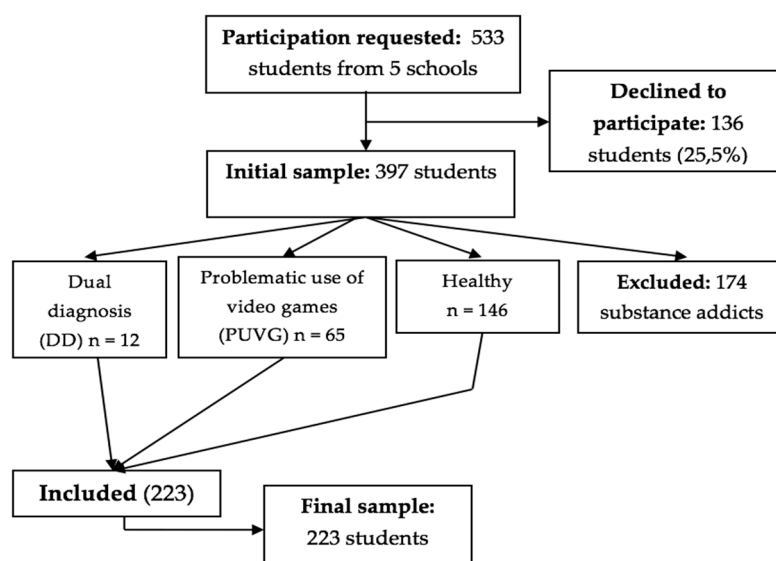 Participation requested: 533
students from 5 schools
Declined to
participate: 136
students (25,5%)
Initial sample: 397 students
Dual
diagnosis
(DD) n = 12
Problematic use of
video games
(PUVG) n = 65
Healthy
n = 146
Excluded: 174
substance addicts
Included (223)
Final sample:
223 students